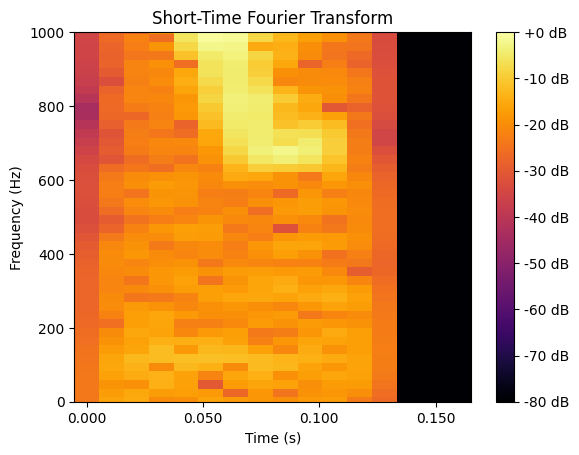 Short-Time Fourier Transform
1000
800
600
400
200
0
Frequency (Hz)
0.000
0.050
0.100
0.150
Time (s)
+0 dB
-10 dB
-20 dB
-30 dB
-40 dB
-50 dB
-60 dB
-70 dB
-80 dB